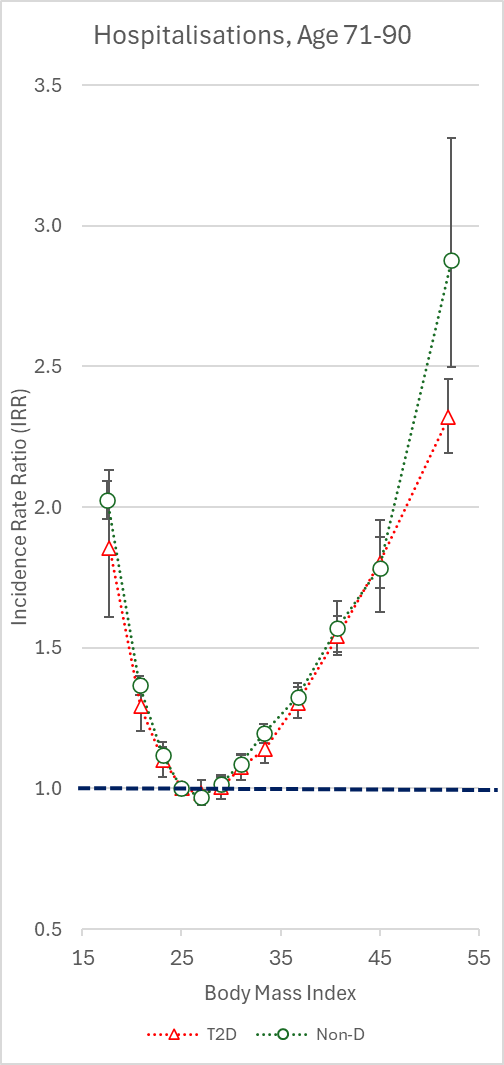 Hospitalisations, Age 71-90
3.5
3.0
2.5
2.0
1.5
1.0
0.5
Incidence Rate Ratio (IRR)
15 25 35 45 55
Body Mass Index
T2D Non-D